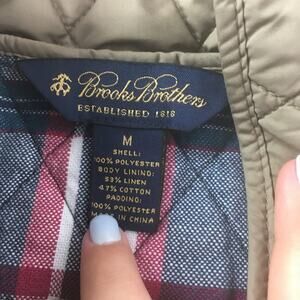 Brooks Brothers
ESTABLISHED 1818
M
SHELL:
100% POLYESTER
BODY LINING:
53% LINEN
47% COTTON
PADDING:
100% POLYESTER
MADE IN CHINA